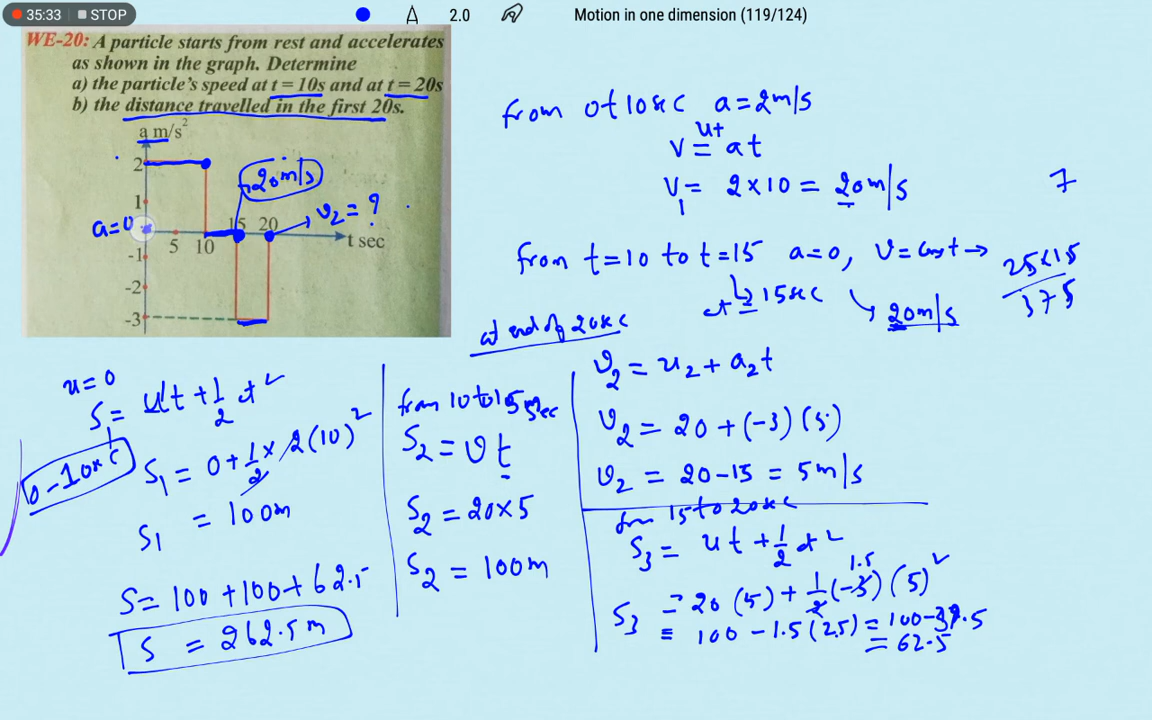 35:33 STOP
2.0
Motion in one dimension (119/124)
WE-20: A particle starts from rest and accelerates
as shown in the graph. Determine
a) the particle's speed at t = 10s and at t = 20s
b) the distance travelled in the first 20s.
a m/s²
2
1
a=0
-1
-2
-3
5 10 15 20
t sec
20m/s
v₂ = ?
from 0 t 10sec a=2m/s
v = u+at
v₁ = 2×10 = 20m/s
7
from t=10 to t=15 a=0, v=const →
at 15sec
20m/s
25×15
375
at end of 20sec
v₂ = u₂+a₂t
v₂ = 20+(-3)(5)
v₂ = 20-15 = 5m/s
u=0
S₁ = ut+1/2 at²
0-10sec
S₁ = 0+1/2×2(10)²
S₁ = 100m
S= 100+100+62.5
S = 262.5m
from 10 to 15 sec
S₂ = vt
S₂ = 20×5
S₂ = 100m
from 15 to 20sec
S₃ = ut+1/2 at²
1.5
S₃ = 20(5)+1/2(-3)(5)²
= 100-1.5(25) = 100-37.5
= 62.5